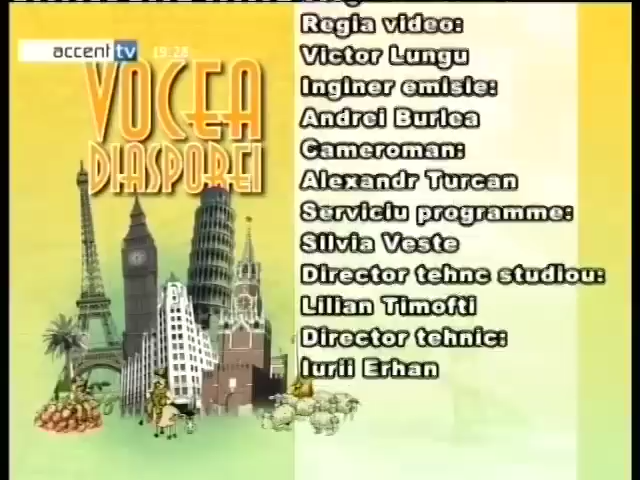 accent tv 19:28
VOCEA
DIASPOREI
Regia video:
Victor Lungu
Inginer emisie:
Andrei Burlea
Cameroman:
Alexandr Turcan
Serviciu programme:
Silvia Veste
Director tehnc studiou:
Lilian Timofti
Director tehnic:
Iurii Erhan